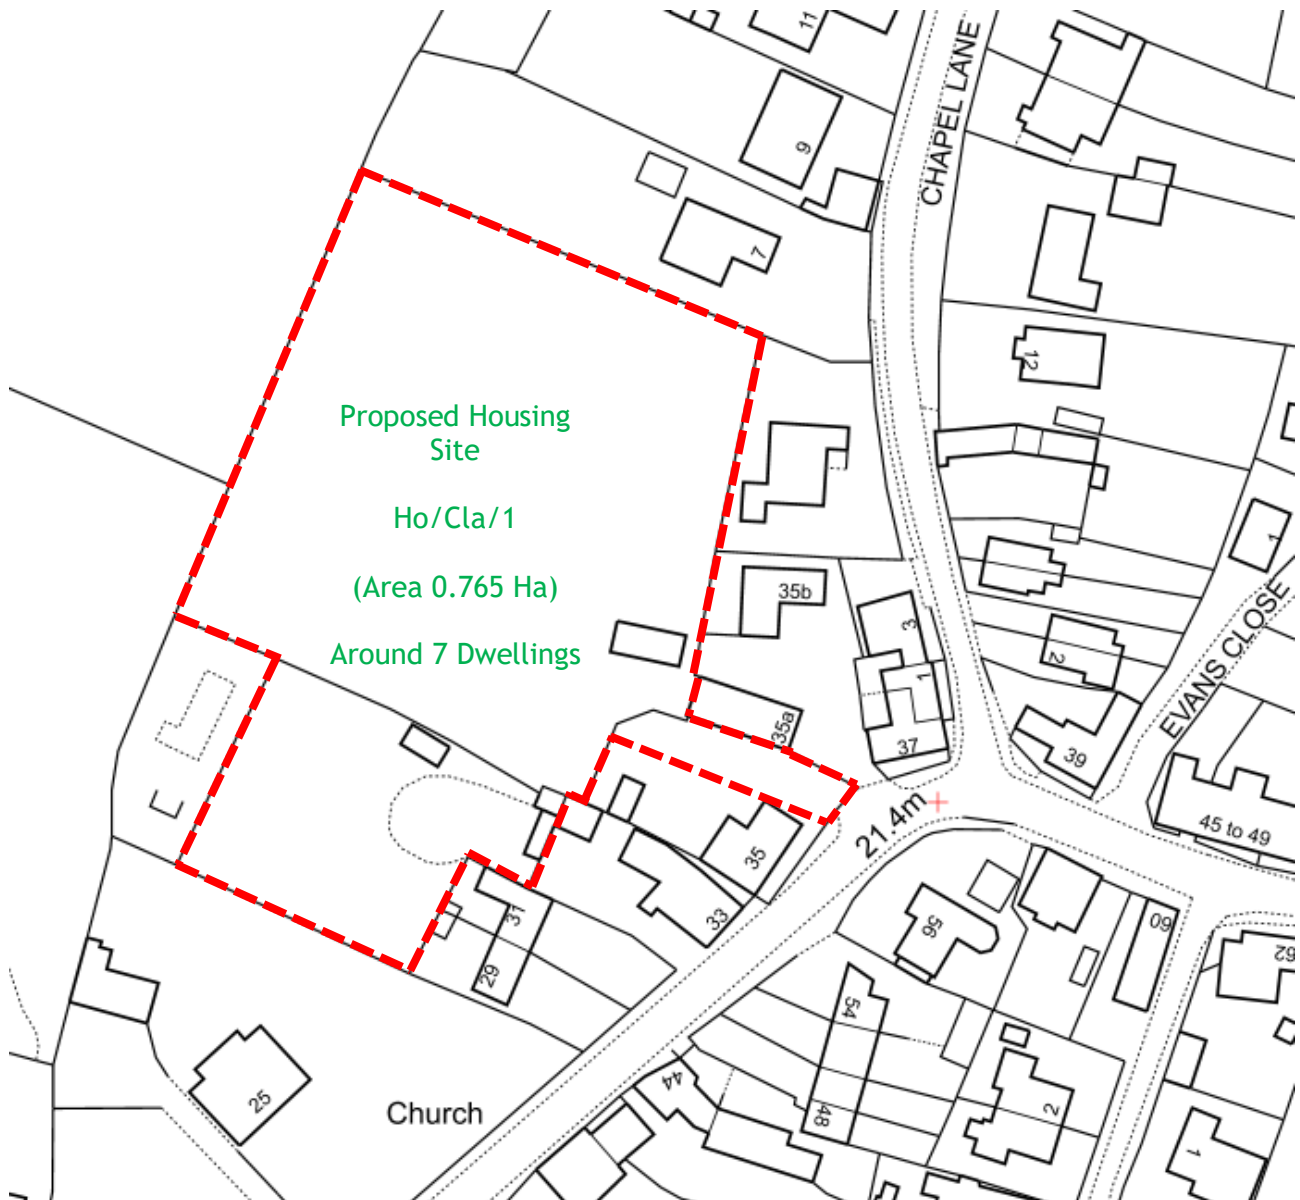 11
CHAPEL LANE
9
7
12
Proposed Housing
Site
Ho/Cla/1
(Area 0.765 Ha)
Around 7 Dwellings
35b
3
1
37
35a
2
1
EVANS CLOSE
39
45 to 49
21.4m
35
33
31
29
56
60
62
54
48
44
2
1
25
Church